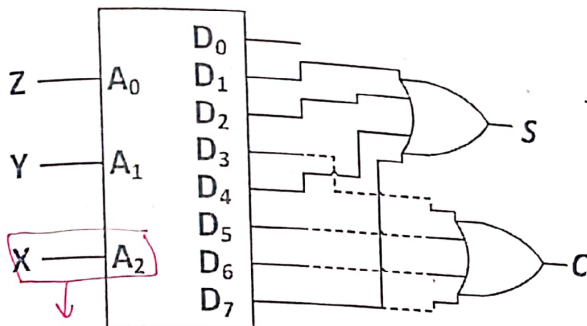 D₀
Z A₀ D₁
D₂ S
Y A₁ D₃
D₄
D₅
X A₂ D₆ C
D₇